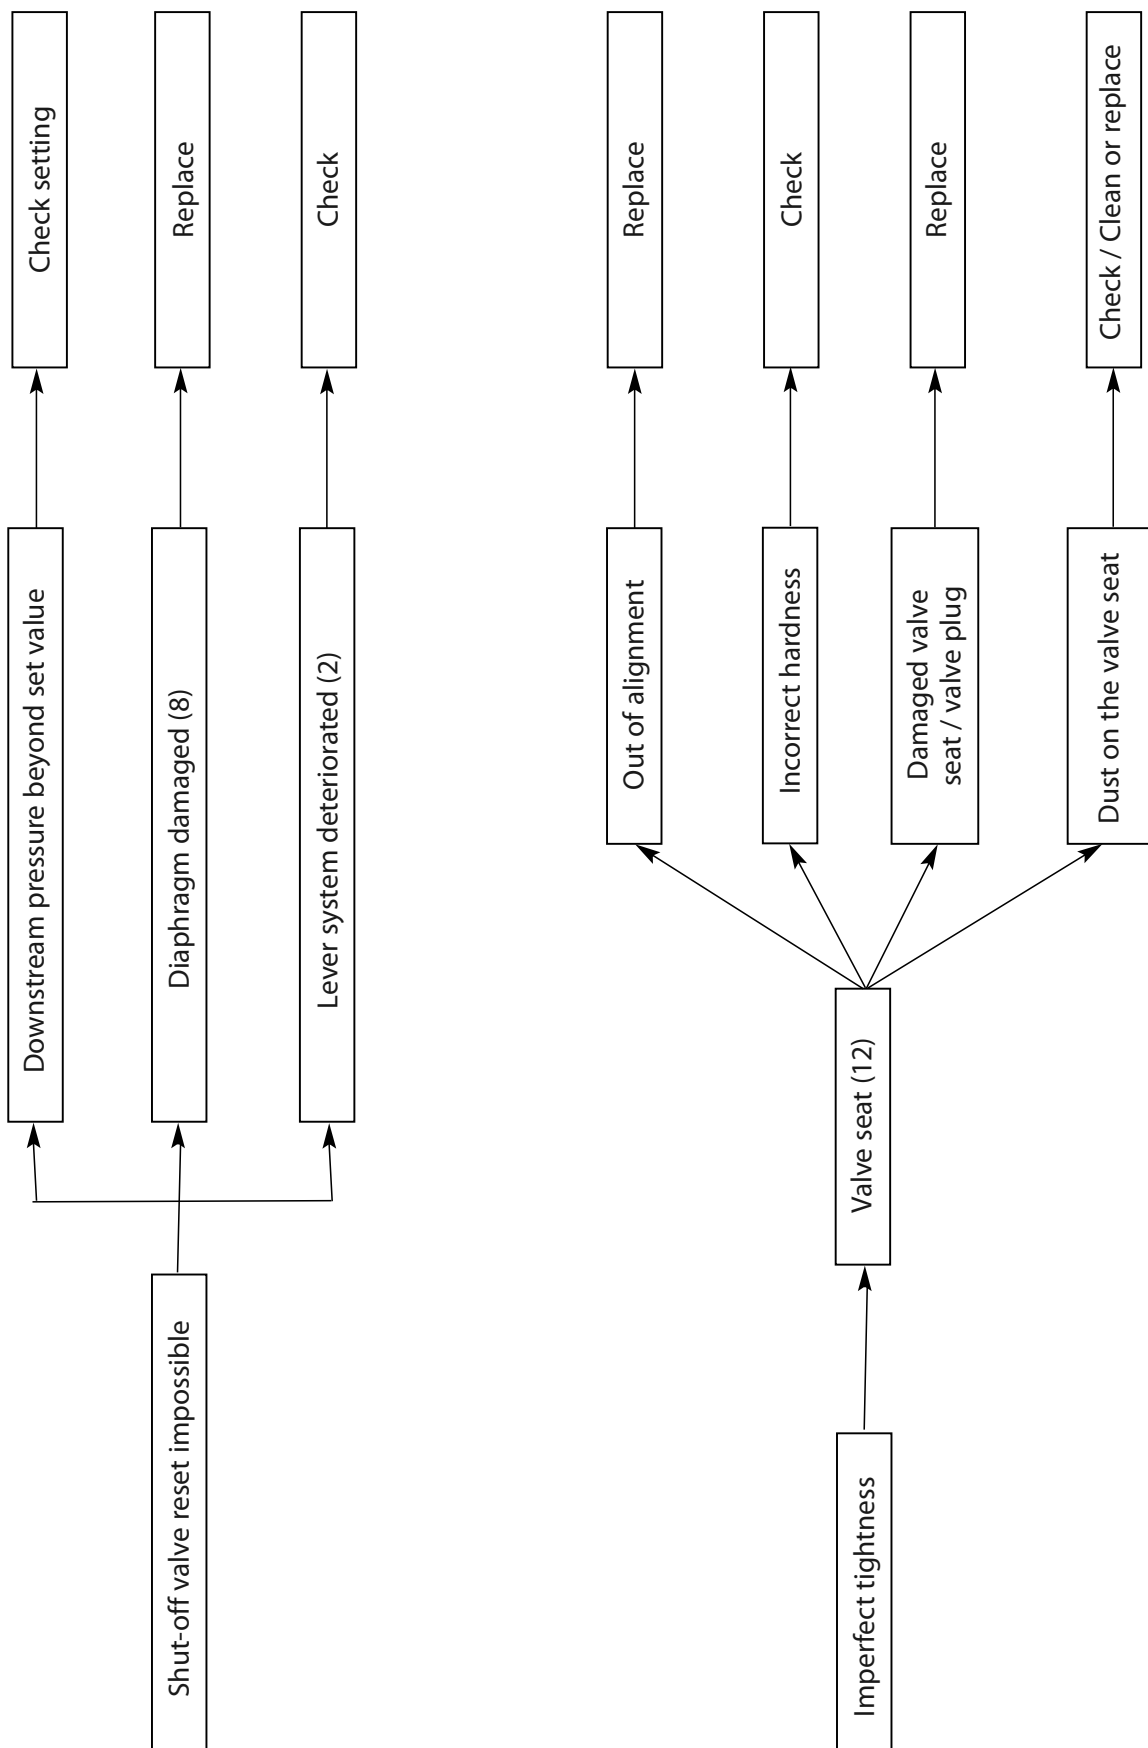 Shut-off valve reset impossible
Downstream pressure beyond set value
Check setting
Diaphragm damaged (8)
Replace
Lever system deteriorated (2)
Check
Imperfect tightness
Valve seat (12)
Out of alignment
Replace
Incorrect hardness
Check
Damaged valve
seat / valve plug
Replace
Dust on the valve seat
Check / Clean or replace